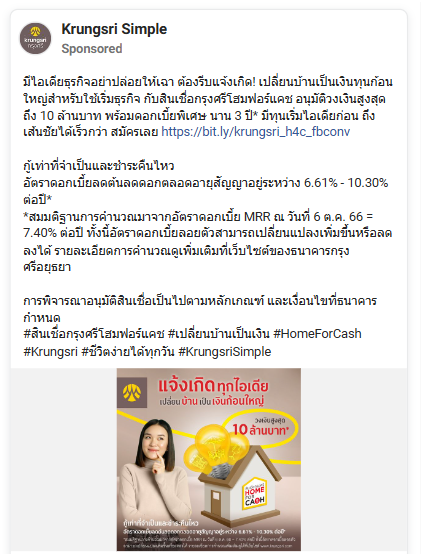 Krungsri Simple
Sponsored
krungsri
กรุงศรี
มีไอเดียธุรกิจอย่าปล่อยให้เฉา ต้องรีบแจ้งเกิด! เปลี่ยนบ้านเป็นเงินทุนก้อน
ใหญ่สำหรับใช้เริ่มธุรกิจ กับสินเชื่อกรุงศรีโฮมฟอร์แคช อนุมัติวงเงินสูงสุด
ถึง 10 ล้านบาท พร้อมดอกเบี้ยพิเศษ นาน 3 ปี* มีทุนเริ่มไอเดียก่อน ถึง
เส้นชัยได้เร็วกว่า สมัครเลย https://bit.ly/krungsri_h4c_fbconv
กู้เท่าที่จำเป็นและชำระคืนไหว
อัตราดอกเบี้ยลดต้นลดดอกตลอดอายุสัญญาอยู่ระหว่าง 6.61% - 10.30%
ต่อปี*
*สมมติฐานการคำนวณมาจากอัตราดอกเบี้ย MRR ณ วันที่ 6 ต.ค. 66 =
7.40% ต่อปี ทั้งนี้อัตราดอกเบี้ยลอยตัวสามารถเปลี่ยนแปลงเพิ่มขึ้นหรือลด
ลงได้ รายละเอียดการคำนวณดูเพิ่มเติมที่เว็บไซต์ของธนาคารกรุง
ศรีอยุธยา
การพิจารณาอนุมัติสินเชื่อเป็นไปตามหลักเกณฑ์ และเงื่อนไขที่ธนาคาร
กำหนด
#สินเชื่อกรุงศรีโฮมฟอร์แคช #เปลี่ยนบ้านเป็นเงิน #HomeForCash
#Krungsri #ชีวิตง่ายได้ทุกวัน #KrungsriSimple
แจ้งเกิดทุกไอเดีย
เปลี่ยนบ้านเป็นเงินก้อนใหญ่
วงเงินสูงสุด
10 ล้านบาท*
HOME
FOR
CASH
กู้เท่าที่จำเป็นและชำระคืนไหว
อัตราดอกเบี้ยลดต้นลดดอกตลอดอายุสัญญาอยู่ระหว่าง 6.61% - 10.30% ต่อปี*